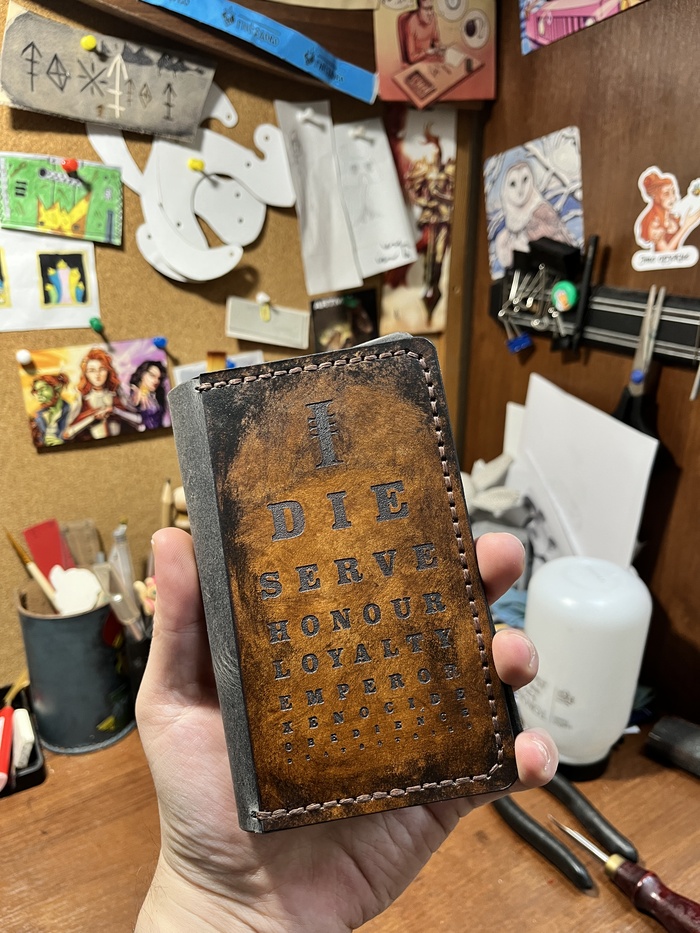 I
DIE
SERVE
HONOUR
LOYALTY
EMPEROR
XENOCIDE
OBEDIENCE